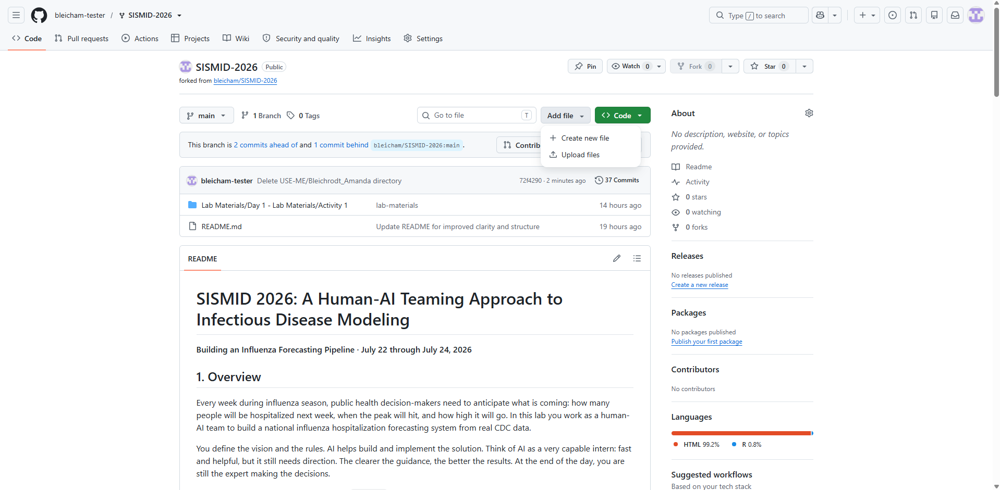 bleicham-tester / SISMID-2026
Type / to search
Code
Pull requests
Actions
Projects
Wiki
Security and quality
Insights
Settings
SISMID-2026 Public
forked from bleicham/SISMID-2026
Pin
Watch 0
Fork 0
Star 0
main
1 Branch
0 Tags
Go to file T
Add file
Code
Create new file
Upload files
This branch is 2 commits ahead of and 1 commit behind bleicham/SISMID-2026:main .
Contrib
bleicham-tester Delete USE-ME/Bleichrodt_Amanda directory 72f4290 · 2 minutes ago 37 Commits
Lab Materials/Day 1 - Lab Materials/Activity 1 lab-materials 14 hours ago
README.md Update README for improved clarity and structure 19 hours ago
README
SISMID 2026: A Human-AI Teaming Approach to
Infectious Disease Modeling
Building an Influenza Forecasting Pipeline · July 22 through July 24, 2026
1. Overview
Every week during influenza season, public health decision-makers need to anticipate what is coming: how many
people will be hospitalized next week, when the peak will hit, and how high it will go. In this lab you work as a human-
AI team to build a national influenza hospitalization forecasting system from real CDC data.
You define the vision and the rules. AI helps build and implement the solution. Think of AI as a very capable intern: fast
and helpful, but it still needs direction. The clearer the guidance, the better the results. At the end of the day, you are
still the expert making the decisions.
About
No description, website, or topics
provided.
Readme
Activity
0 stars
0 watching
0 forks
Releases
No releases published
Create a new release
Packages
No packages published
Publish your first package
Contributors
No contributors
Languages
HTML 99.2% R 0.8%
Suggested workflows
Based on your tech stack